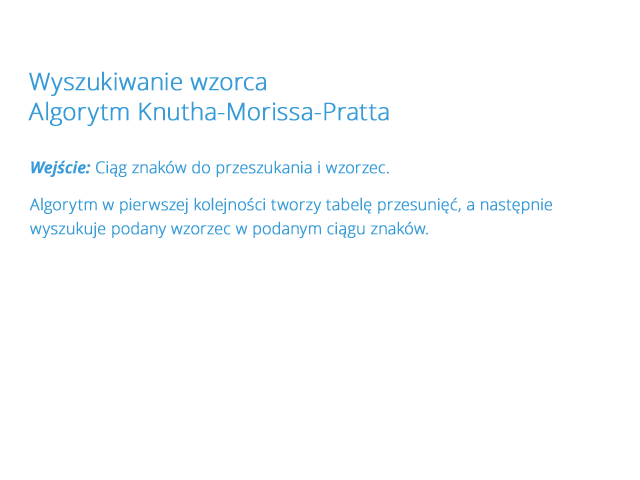 Wyszukiwanie wzorca
Algorytm Knutha-Morissa-Pratta
Wejście: Ciąg znaków do przeszukania i wzorzec.
Algorytm w pierwszej kolejności tworzy tabelę przesunięć, a następnie
wyszukuje podany wzorzec w podanym ciągu znaków.